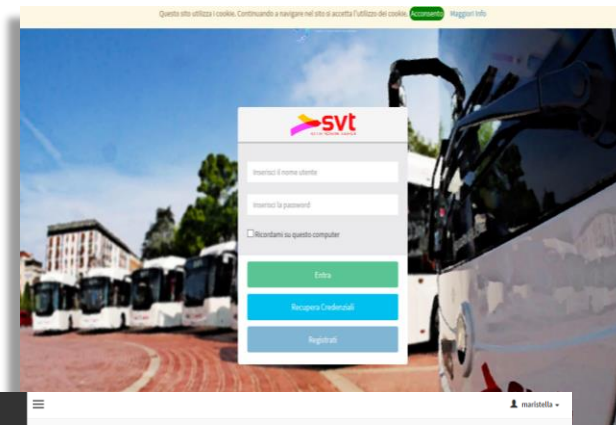 Questo sito utilizza i cookie. Continuando a navigare nel sito si accetta l'utilizzo dei cookie. Acconsento Maggiori Info
svt
Inserisci il nome utente
Inserisci la password
Ricordami su questo computer
Entra
Recupera Credenziali
Registrati
maristella